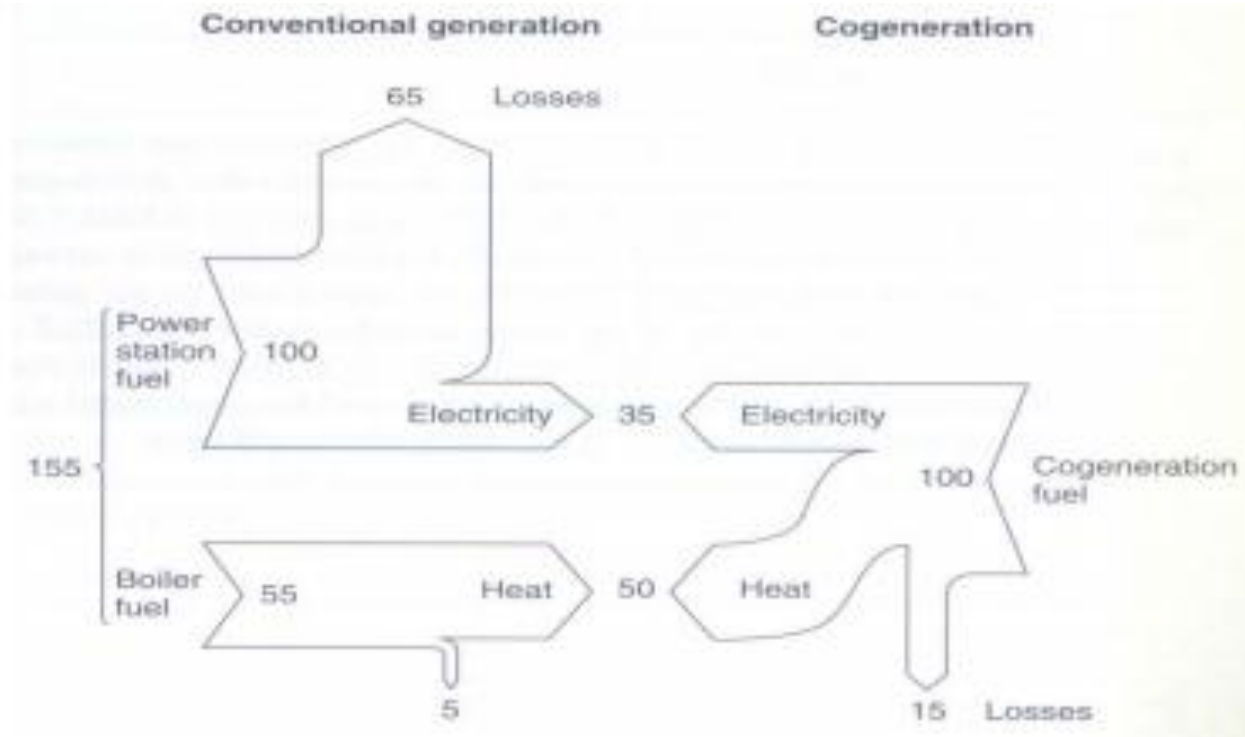 Conventional generation
Cogeneration
65 Losses
Power
station
fuel
100
Electricity
35
Electricity
155
100
Cogeneration
fuel
Boiler
fuel
55
Heat
50
Heat
5
15 Losses